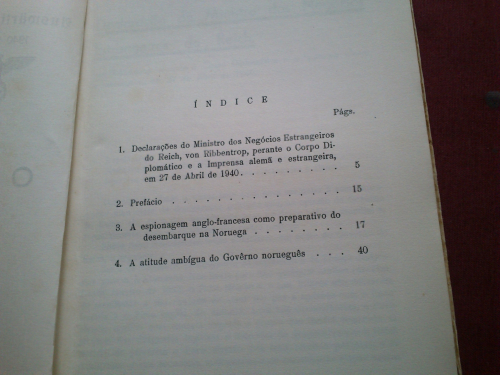 ÍNDICE
Págs.
1. Declarações do Ministro dos Negócios Estrangeiros
do Reich, von Ribbentrop, perante o Corpo Di-
plomático e a Imprensa alemã e estrangeira,
em 27 de Abril de 1940. . . . . . . . . 5
2. Prefácio . . . . . . . . . . . . . 15
3. A espionagem anglo-francesa como preparativo do
desembarque na Noruega . . . . . . . . 17
4. A atitude ambígua do Govêrno norueguês . . . 40